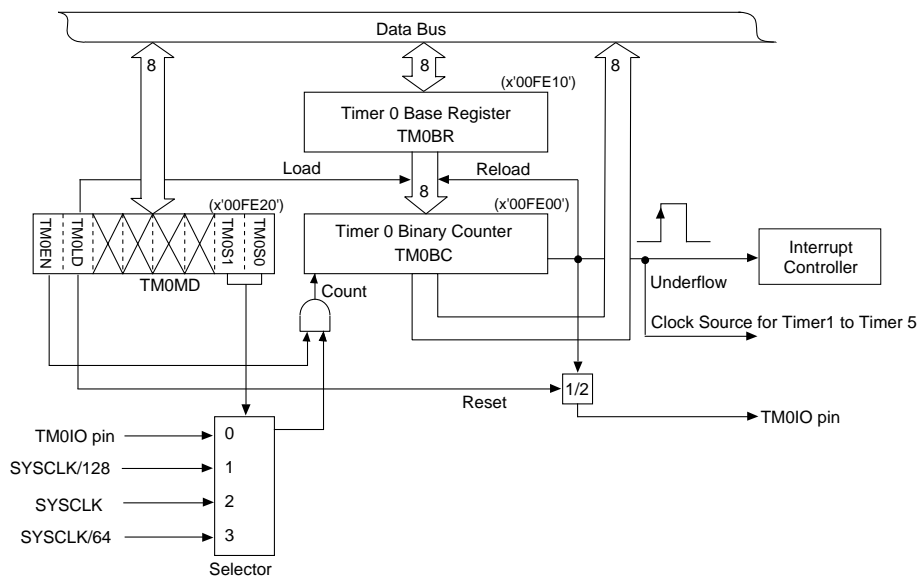 Data Bus
8
8
8
(x'00FE10')
Timer 0 Base Register
TM0BR
Load
Reload
8
(x'00FE20')
(x'00FE00')
TM0EN
TM0LD
TM0S1
TM0S0
Timer 0 Binary Counter
TM0BC
Interrupt
Controller
TM0MD
Count
Underflow
Clock Source for Timer1 to Timer 5
Reset
1/2
TM0IO pin
TM0IO pin
0
SYSCLK/128
1
SYSCLK
2
SYSCLK/64
3
Selector